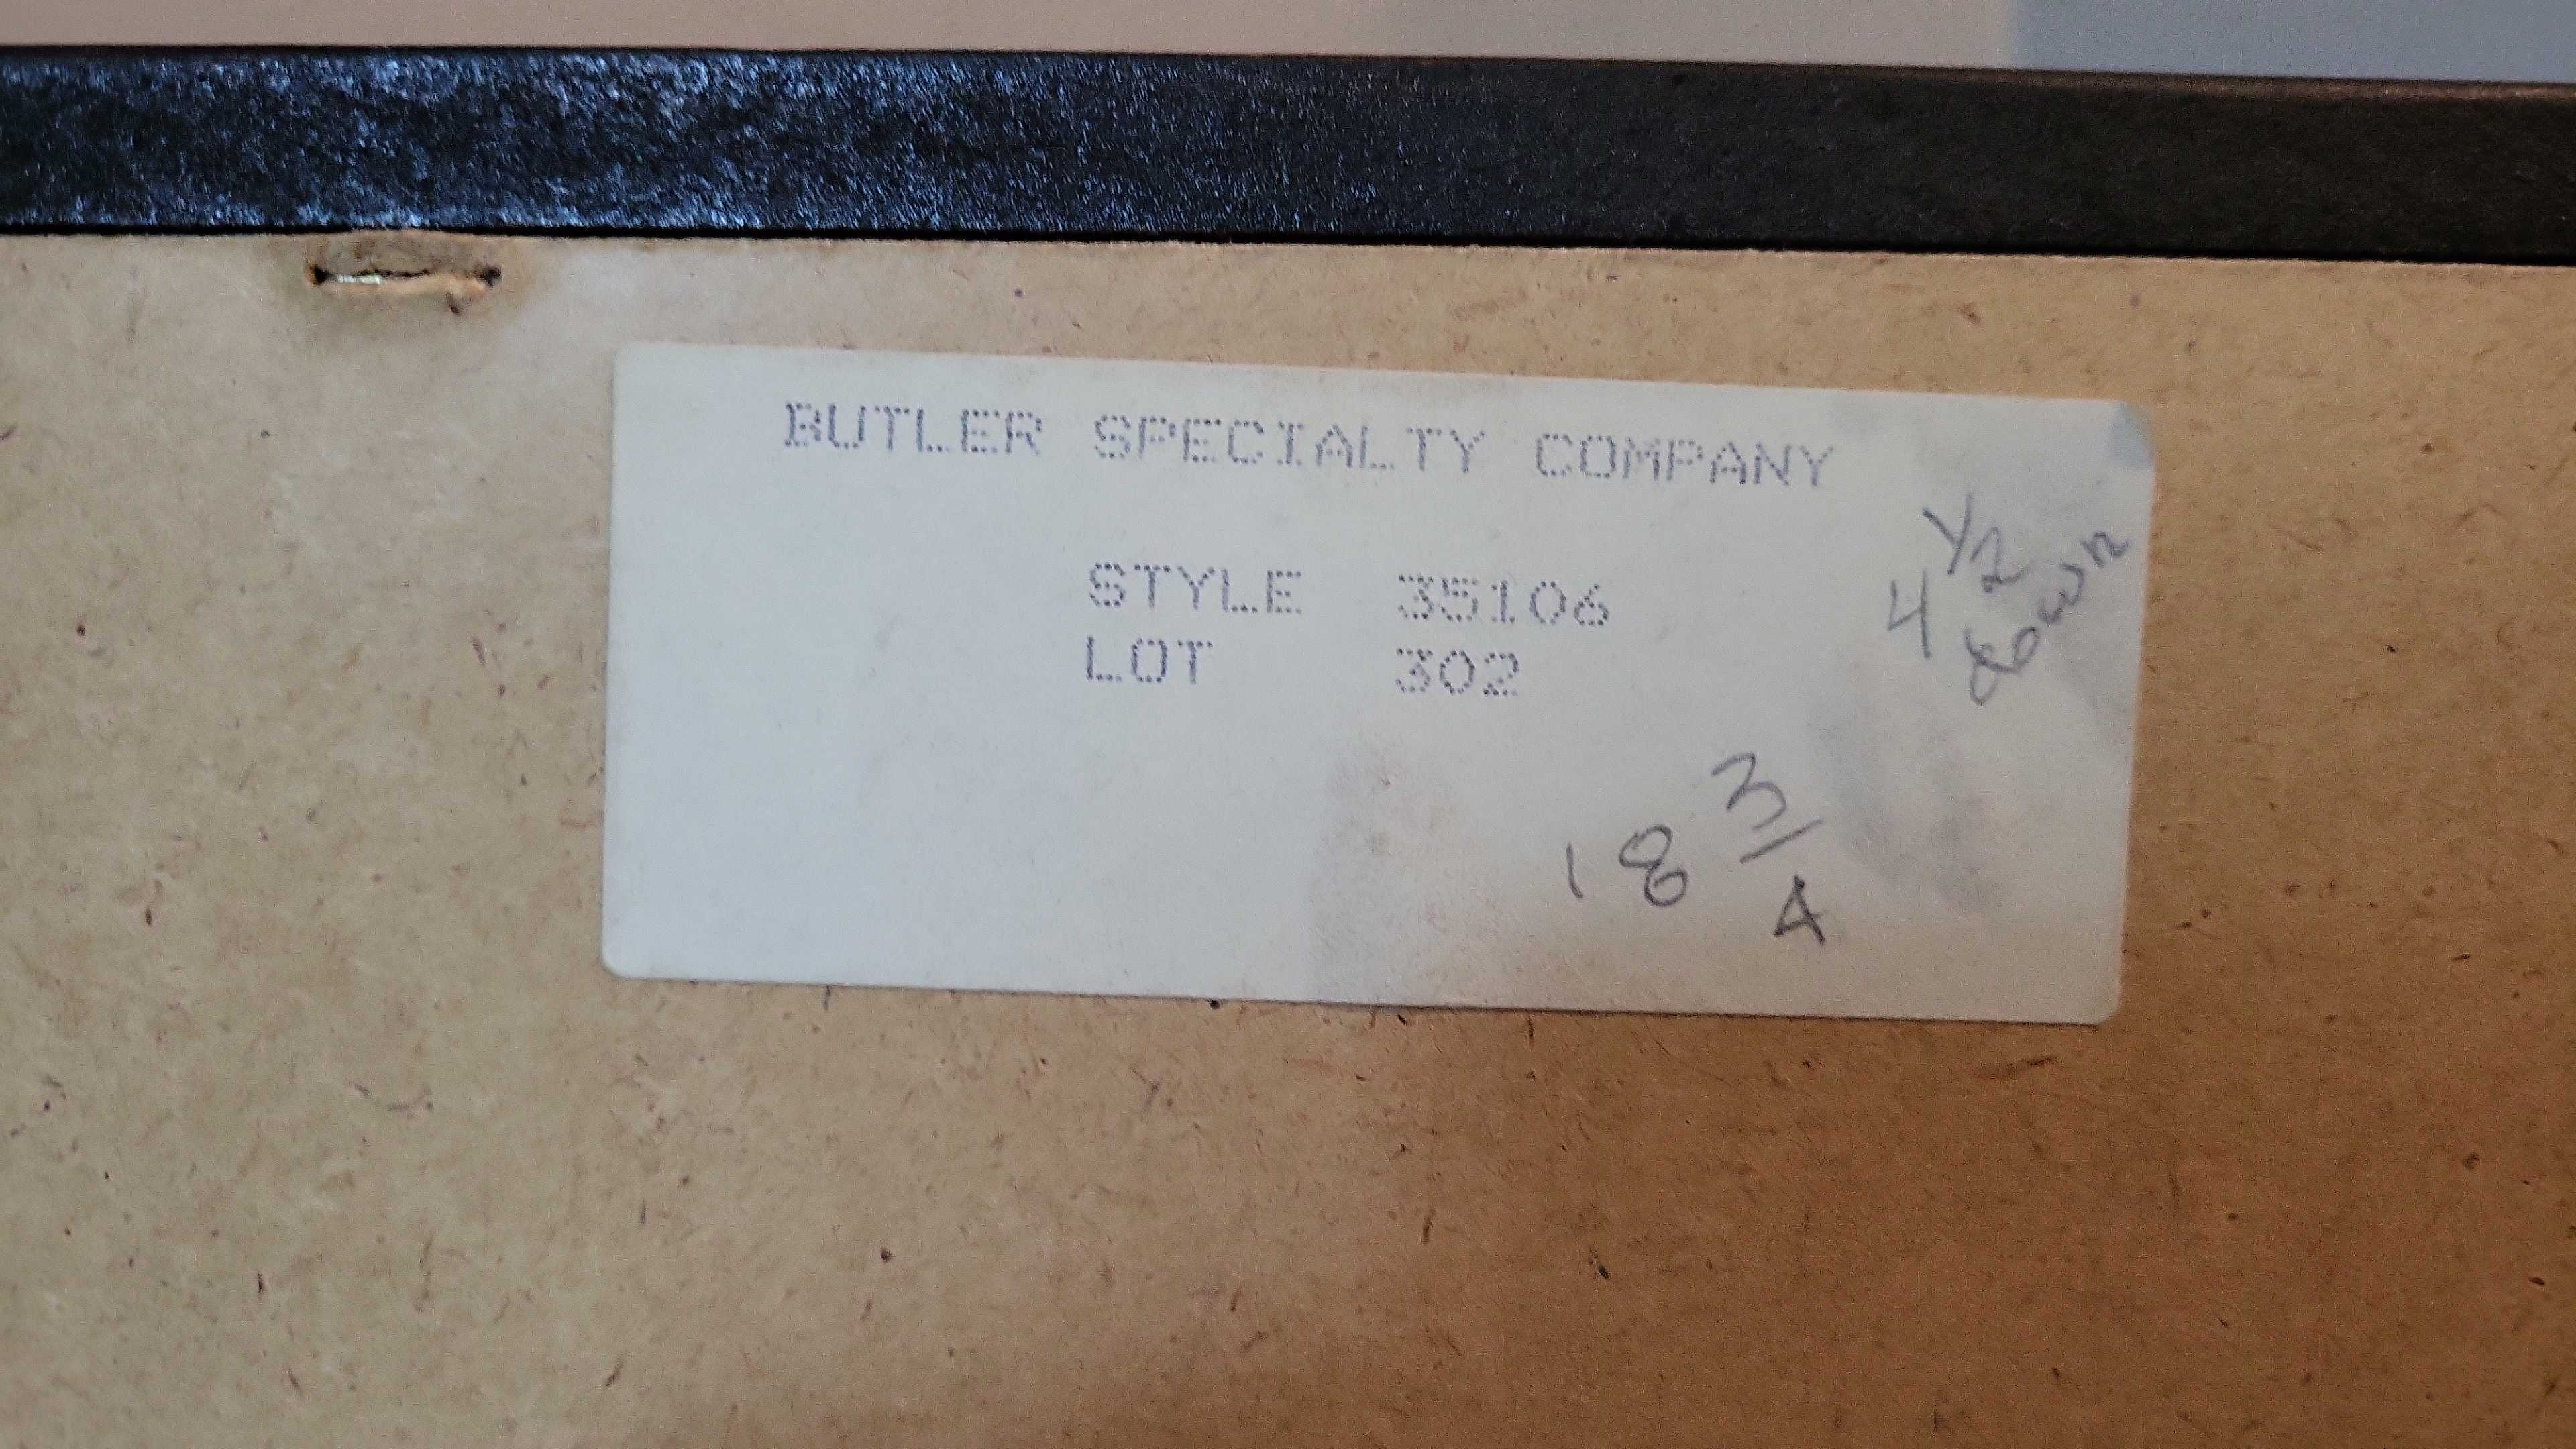 BUTLER SPECIALTY COMPANY
STYLE 35106
LOT 302
4 1/2
down
18 3/4